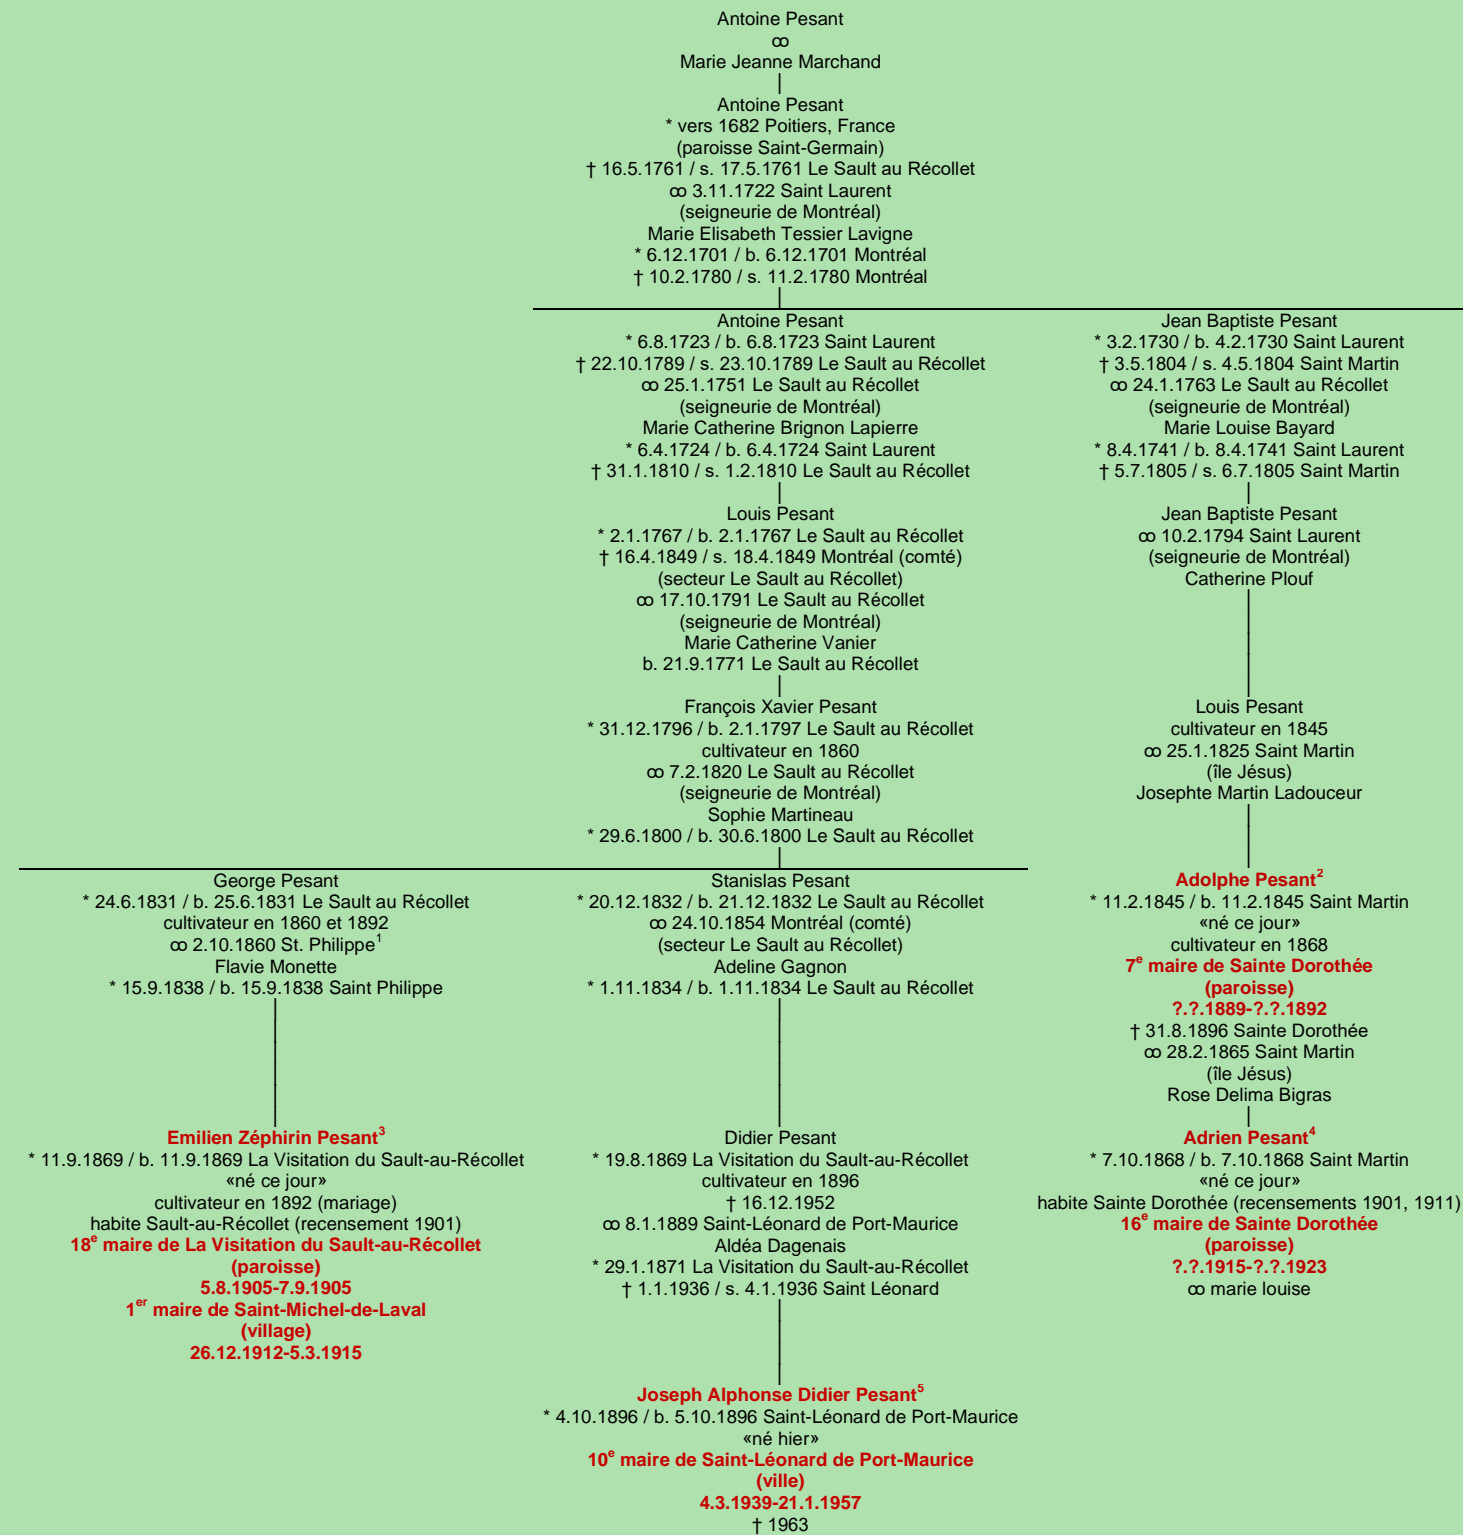 Antoine Pesant
ꝏ
Marie Jeanne Marchand
Antoine Pesant
* vers 1682 Poitiers, France
(paroisse Saint-Germain)
† 16.5.1761 / s. 17.5.1761 Le Sault au Récollet
ꝏ 3.11.1722 Saint Laurent
(seigneurie de Montréal)
Marie Elisabeth Tessier Lavigne
* 6.12.1701 / b. 6.12.1701 Montréal
† 10.2.1780 / s. 11.2.1780 Montréal
Antoine Pesant
* 6.8.1723 / b. 6.8.1723 Saint Laurent
† 22.10.1789 / s. 23.10.1789 Le Sault au Récollet
ꝏ 25.1.1751 Le Sault au Récollet
(seigneurie de Montréal)
Marie Catherine Brignon Lapierre
* 6.4.1724 / b. 6.4.1724 Saint Laurent
† 31.1.1810 / s. 1.2.1810 Le Sault au Récollet
Jean Baptiste Pesant
* 3.2.1730 / b. 4.2.1730 Saint Laurent
† 3.5.1804 / s. 4.5.1804 Saint Martin
ꝏ 24.1.1763 Le Sault au Récollet
(seigneurie de Montréal)
Marie Louise Bayard
* 8.4.1741 / b. 8.4.1741 Saint Laurent
† 5.7.1805 / s. 6.7.1805 Saint Martin
Louis Pesant
* 2.1.1767 / b. 2.1.1767 Le Sault au Récollet
† 16.4.1849 / s. 18.4.1849 Montréal (comté)
(secteur Le Sault au Récollet)
ꝏ 17.10.1791 Le Sault au Récollet
(seigneurie de Montréal)
Marie Catherine Vanier
b. 21.9.1771 Le Sault au Récollet
Jean Baptiste Pesant
ꝏ 10.2.1794 Saint Laurent
(seigneurie de Montréal)
Catherine Plouf
François Xavier Pesant
* 31.12.1796 / b. 2.1.1797 Le Sault au Récollet
cultivateur en 1860
ꝏ 7.2.1820 Le Sault au Récollet
(seigneurie de Montréal)
Sophie Martineau
* 29.6.1800 / b. 30.6.1800 Le Sault au Récollet
Louis Pesant
cultivateur en 1845
ꝏ 25.1.1825 Saint Martin
(île Jésus)
Josephte Martin Ladouceur
George Pesant
* 24.6.1831 / b. 25.6.1831 Le Sault au Récollet
cultivateur en 1860 et 1892
ꝏ 2.10.1860 St. Philippe¹
Flavie Monette
* 15.9.1838 / b. 15.9.1838 Saint Philippe
Stanislas Pesant
* 20.12.1832 / b. 21.12.1832 Le Sault au Récollet
ꝏ 24.10.1854 Montréal (comté)
(secteur Le Sault au Récollet)
Adeline Gagnon
* 1.11.1834 / b. 1.11.1834 Le Sault au Récollet
Adolphe Pesant²
* 11.2.1845 / b. 11.2.1845 Saint Martin
«né ce jour»
cultivateur en 1868
7ᵉ maire de Sainte Dorothée
(paroisse)
?.?.1889-?.?.1892
† 31.8.1896 Sainte Dorothée
ꝏ 28.2.1865 Saint Martin
(île Jésus)
Rose Delima Bigras
Emilien Zéphirin Pesant³
* 11.9.1869 / b. 11.9.1869 La Visitation du Sault-au-Récollet
«né ce jour»
cultivateur en 1892 (mariage)
habite Sault-au-Récollet (recensement 1901)
18ᵉ maire de La Visitation du Sault-au-Récollet
(paroisse)
5.8.1905-7.9.1905
1ᵉʳ maire de Saint-Michel-de-Laval
(village)
26.12.1912-5.3.1915
Didier Pesant
* 19.8.1869 La Visitation du Sault-au-Récollet
cultivateur en 1896
† 16.12.1952
ꝏ 8.1.1889 Saint-Léonard de Port-Maurice
Aldéa Dagenais
* 29.1.1871 La Visitation du Sault-au-Récollet
† 1.1.1936 / s. 4.1.1936 Saint Léonard
Adrien Pesant⁴
* 7.10.1868 / b. 7.10.1868 Saint Martin
«né ce jour»
habite Sainte Dorothée (recensements 1901, 1911)
16ᵉ maire de Sainte Dorothée
(paroisse)
?.?.1915-?.?.1923
ꝏ marie louise
Joseph Alphonse Didier Pesant⁵
* 4.10.1896 / b. 5.10.1896 Saint-Léonard de Port-Maurice
«né hier»
10ᵉ maire de Saint-Léonard de Port-Maurice
(ville)
4.3.1939-21.1.1957
† 1963